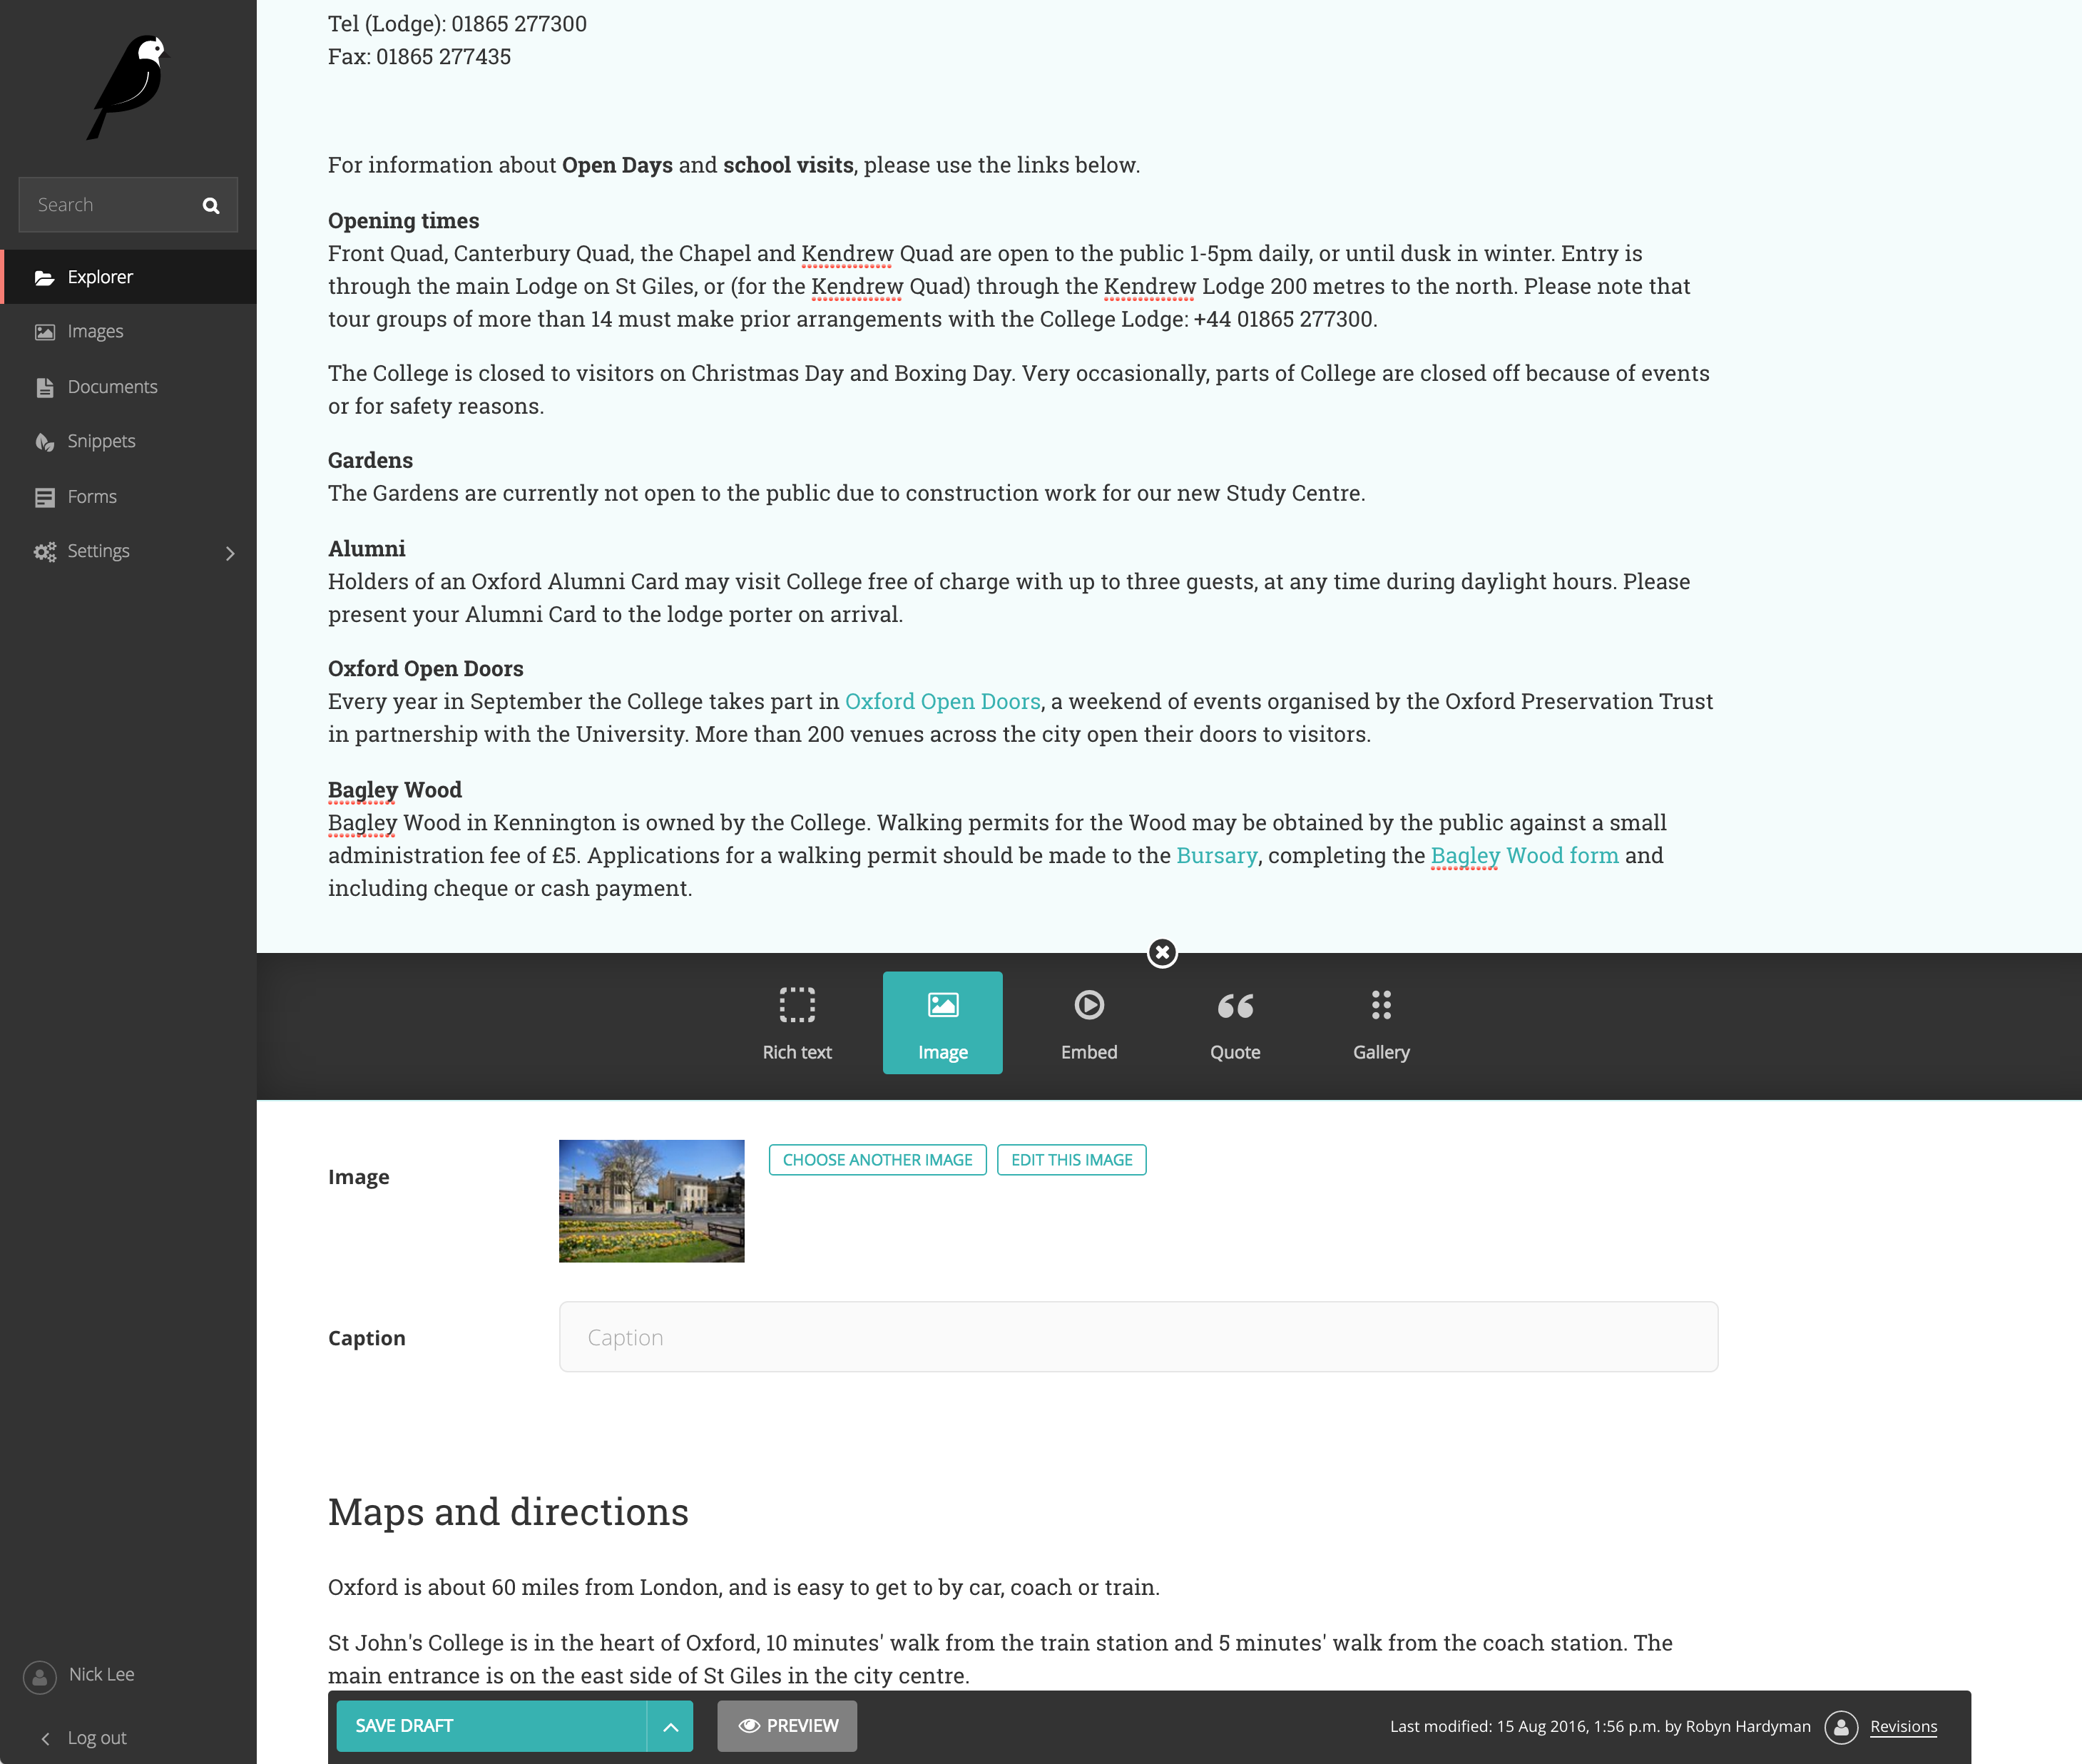 Search
Explorer
Images
Documents
Snippets
Forms
Settings
Nick Lee
Log out
Tel (Lodge): 01865 277300
Fax: 01865 277435
For information about Open Days and school visits, please use the links below.
Opening times
Front Quad, Canterbury Quad, the Chapel and Kendrew Quad are open to the public 1-5pm daily, or until dusk in winter. Entry is
through the main Lodge on St Giles, or (for the Kendrew Quad) through the Kendrew Lodge 200 metres to the north. Please note that
tour groups of more than 14 must make prior arrangements with the College Lodge: +44 01865 277300.
The College is closed to visitors on Christmas Day and Boxing Day. Very occasionally, parts of College are closed off because of events
or for safety reasons.
Gardens
The Gardens are currently not open to the public due to construction work for our new Study Centre.
Alumni
Holders of an Oxford Alumni Card may visit College free of charge with up to three guests, at any time during daylight hours. Please
present your Alumni Card to the lodge porter on arrival.
Oxford Open Doors
Every year in September the College takes part in Oxford Open Doors, a weekend of events organised by the Oxford Preservation Trust
in partnership with the University. More than 200 venues across the city open their doors to visitors.
Bagley Wood
Bagley Wood in Kennington is owned by the College. Walking permits for the Wood may be obtained by the public against a small
administration fee of £5. Applications for a walking permit should be made to the Bursary, completing the Bagley Wood form and
including cheque or cash payment.
Rich text Image Embed Quote Gallery
Image CHOOSE ANOTHER IMAGE EDIT THIS IMAGE
Caption Caption
Maps and directions
Oxford is about 60 miles from London, and is easy to get to by car, coach or train.
St John's College is in the heart of Oxford, 10 minutes' walk from the train station and 5 minutes' walk from the coach station. The
main entrance is on the east side of St Giles in the city centre.
SAVE DRAFT PREVIEW Last modified: 15 Aug 2016, 1:56 p.m. by Robyn Hardyman Revisions